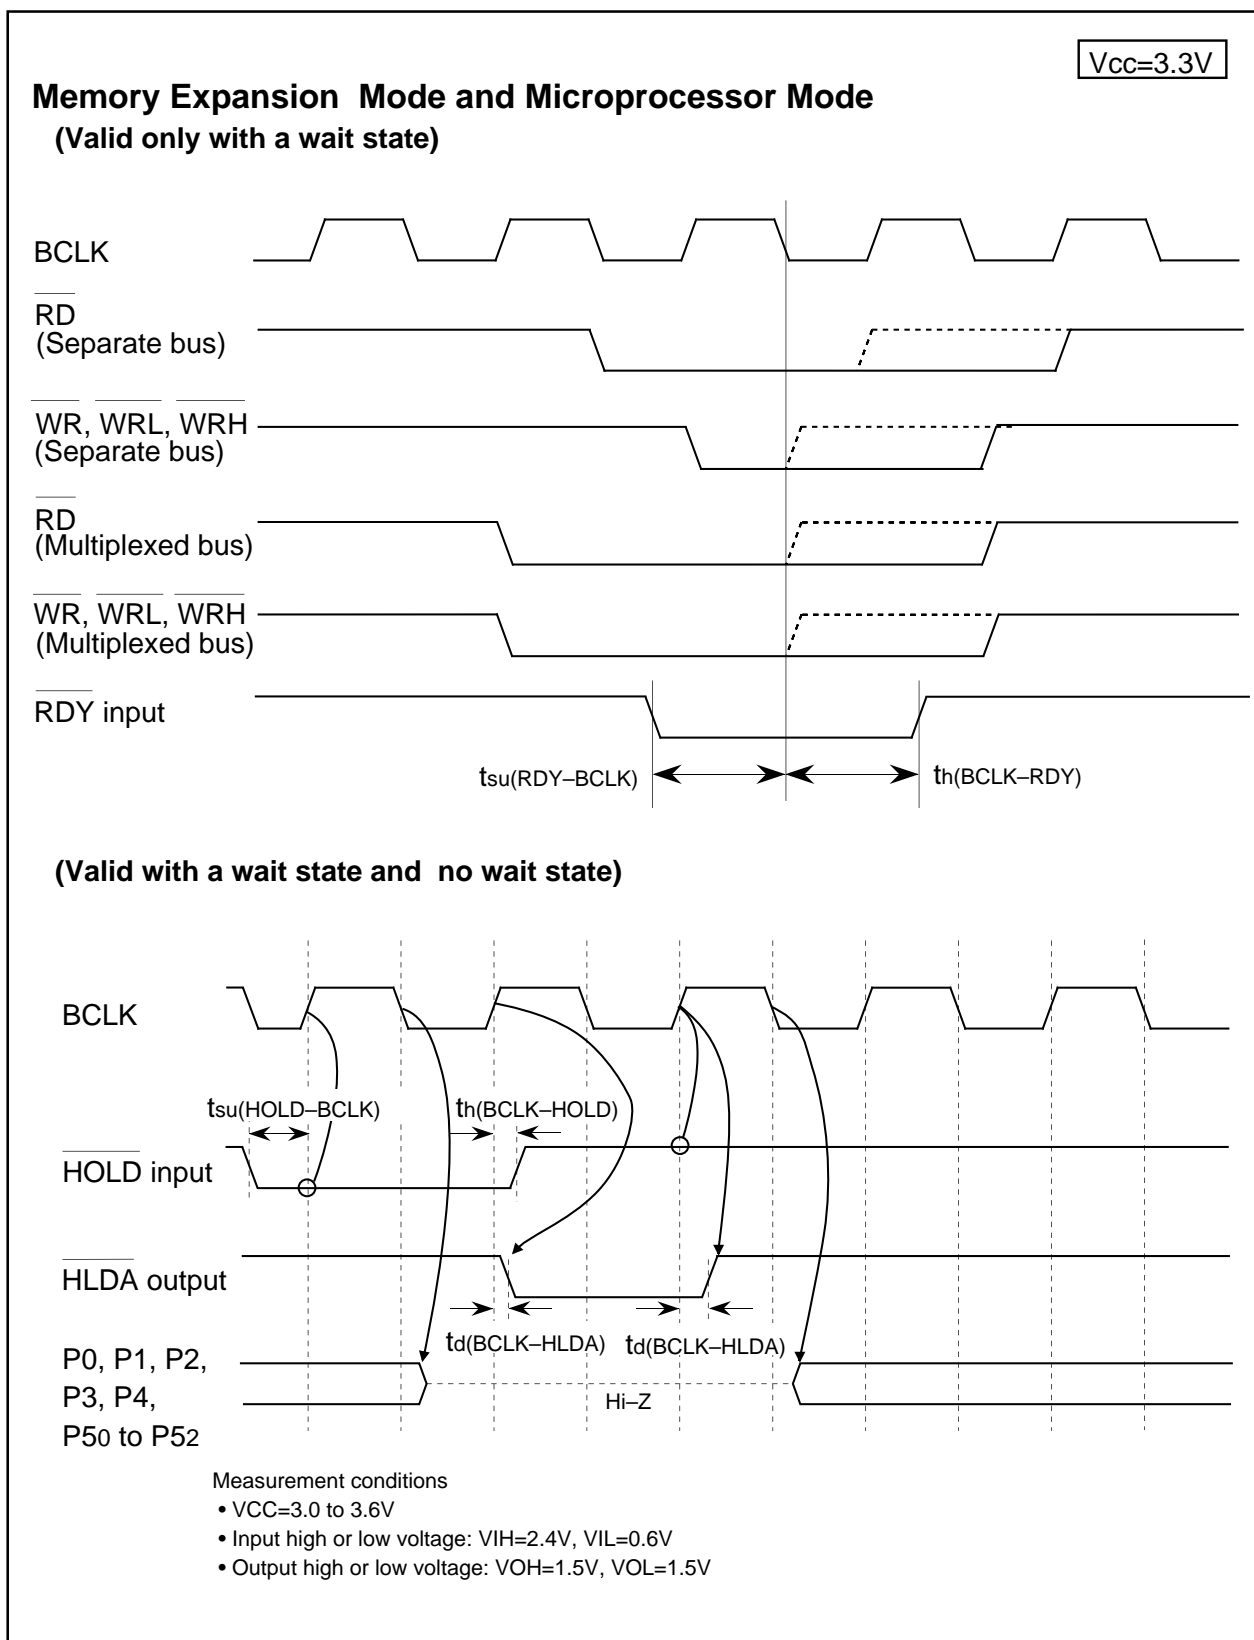 Vcc=3.3V
Memory Expansion Mode and Microprocessor Mode
(Valid only with a wait state)
BCLK
RD
(Separate bus)
WR, WRL, WRH
(Separate bus)
RD
(Multiplexed bus)
WR, WRL, WRH
(Multiplexed bus)
RDY input
tsu(RDY–BCLK)
th(BCLK–RDY)
(Valid with a wait state and no wait state)
BCLK
tsu(HOLD–BCLK)
th(BCLK–HOLD)
HOLD input
HLDA output
td(BCLK–HLDA)
td(BCLK–HLDA)
P0, P1, P2,
P3, P4,
P50 to P52
Hi–Z
Measurement conditions
• VCC=3.0 to 3.6V
• Input high or low voltage: VIH=2.4V, VIL=0.6V
• Output high or low voltage: VOH=1.5V, VOL=1.5V